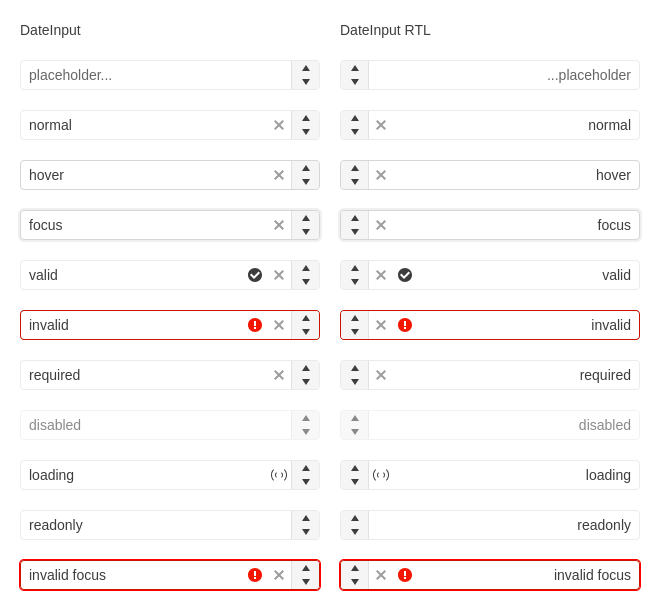 DateInput DateInput RTL
placeholder... ...placeholder
normal normal
hover hover
focus focus
valid valid
invalid invalid
required required
disabled disabled
loading loading
readonly readonly
invalid focus invalid focus